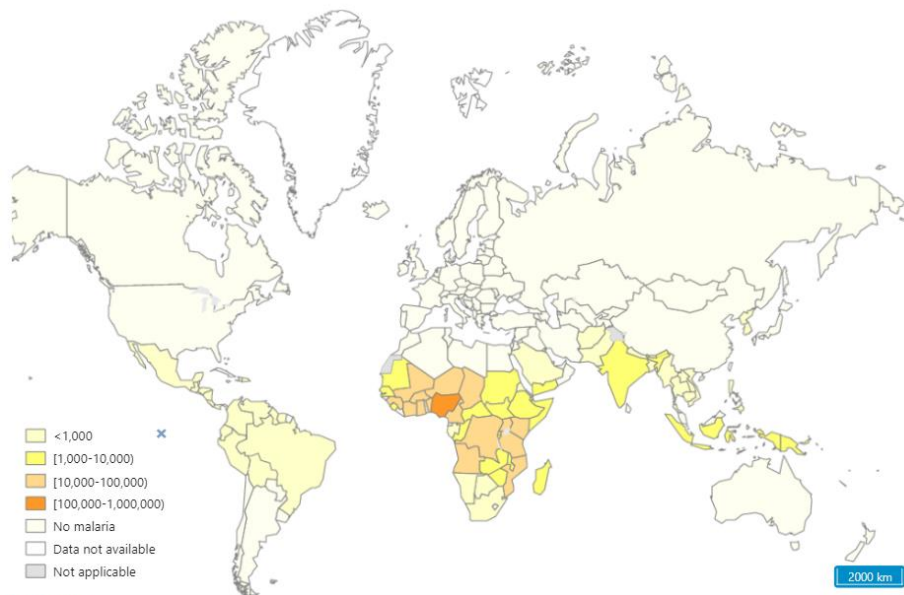 <1,000
[1,000-10,000)
[10,000-100,000)
[100,000-1,000,000)
No malaria
Data not available
Not applicable
2000 km